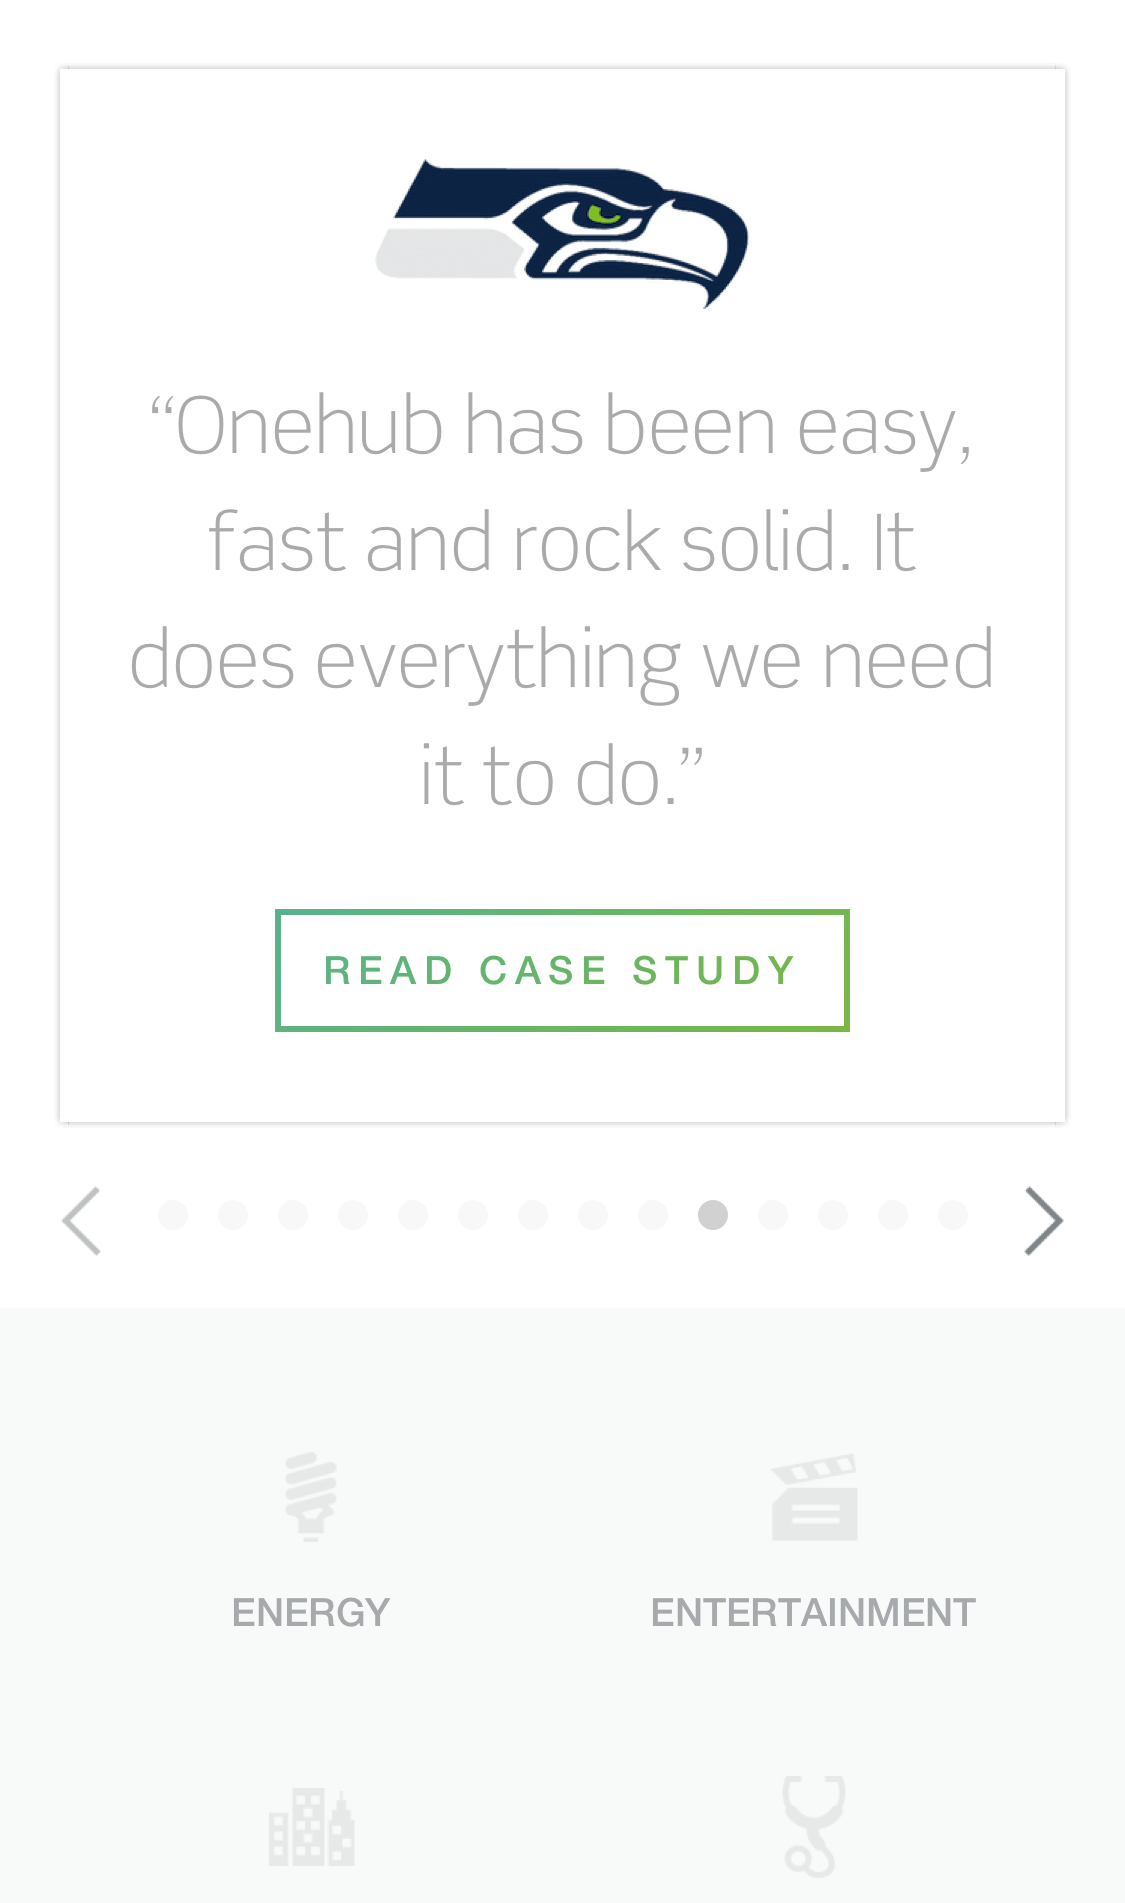 “Onehub has been easy,
fast and rock solid. It
does everything we need
it to do.”
READ CASE STUDY
ENERGY
ENTERTAINMENT